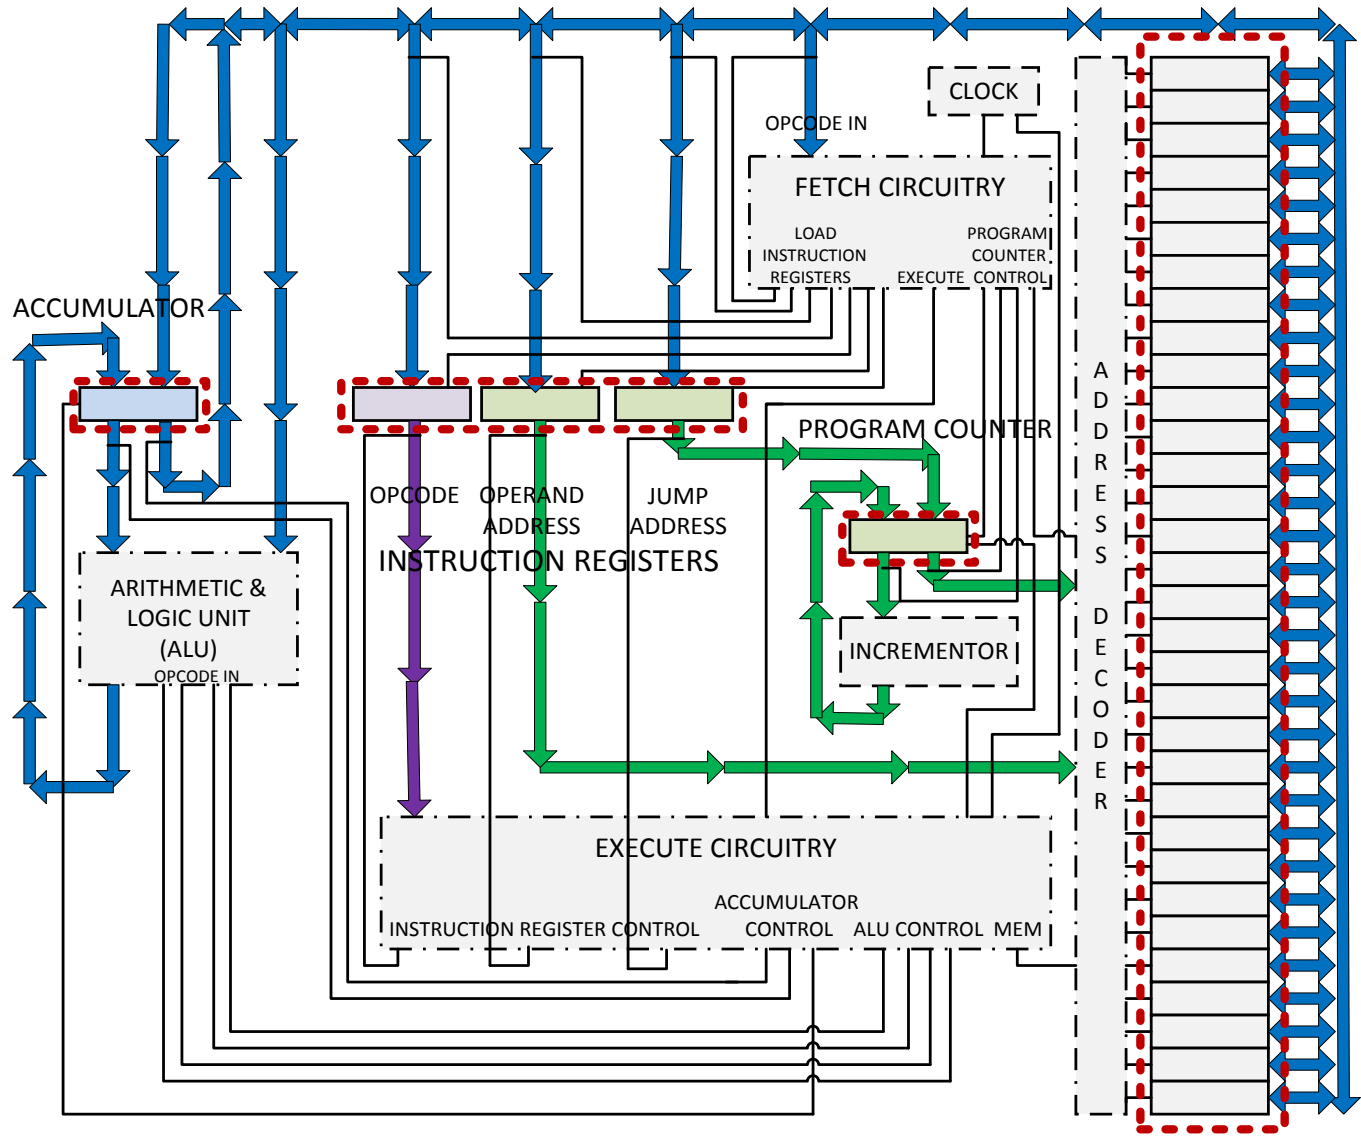 CLOCK
OPCODE IN
FETCH CIRCUITRY
LOAD
INSTRUCTION
REGISTERS
EXECUTE
PROGRAM
COUNTER
CONTROL
ACCUMULATOR
PROGRAM COUNTER
OPCODE
OPERAND
ADDRESS
JUMP
ADDRESS
INSTRUCTION REGISTERS
ARITHMETIC &
LOGIC UNIT
(ALU)
OPCODE IN
INCREMENTOR
A
D
D
R
E
S
S
D
E
C
O
D
E
R
EXECUTE CIRCUITRY
INSTRUCTION REGISTER CONTROL
ACCUMULATOR
CONTROL
ALU CONTROL
MEM